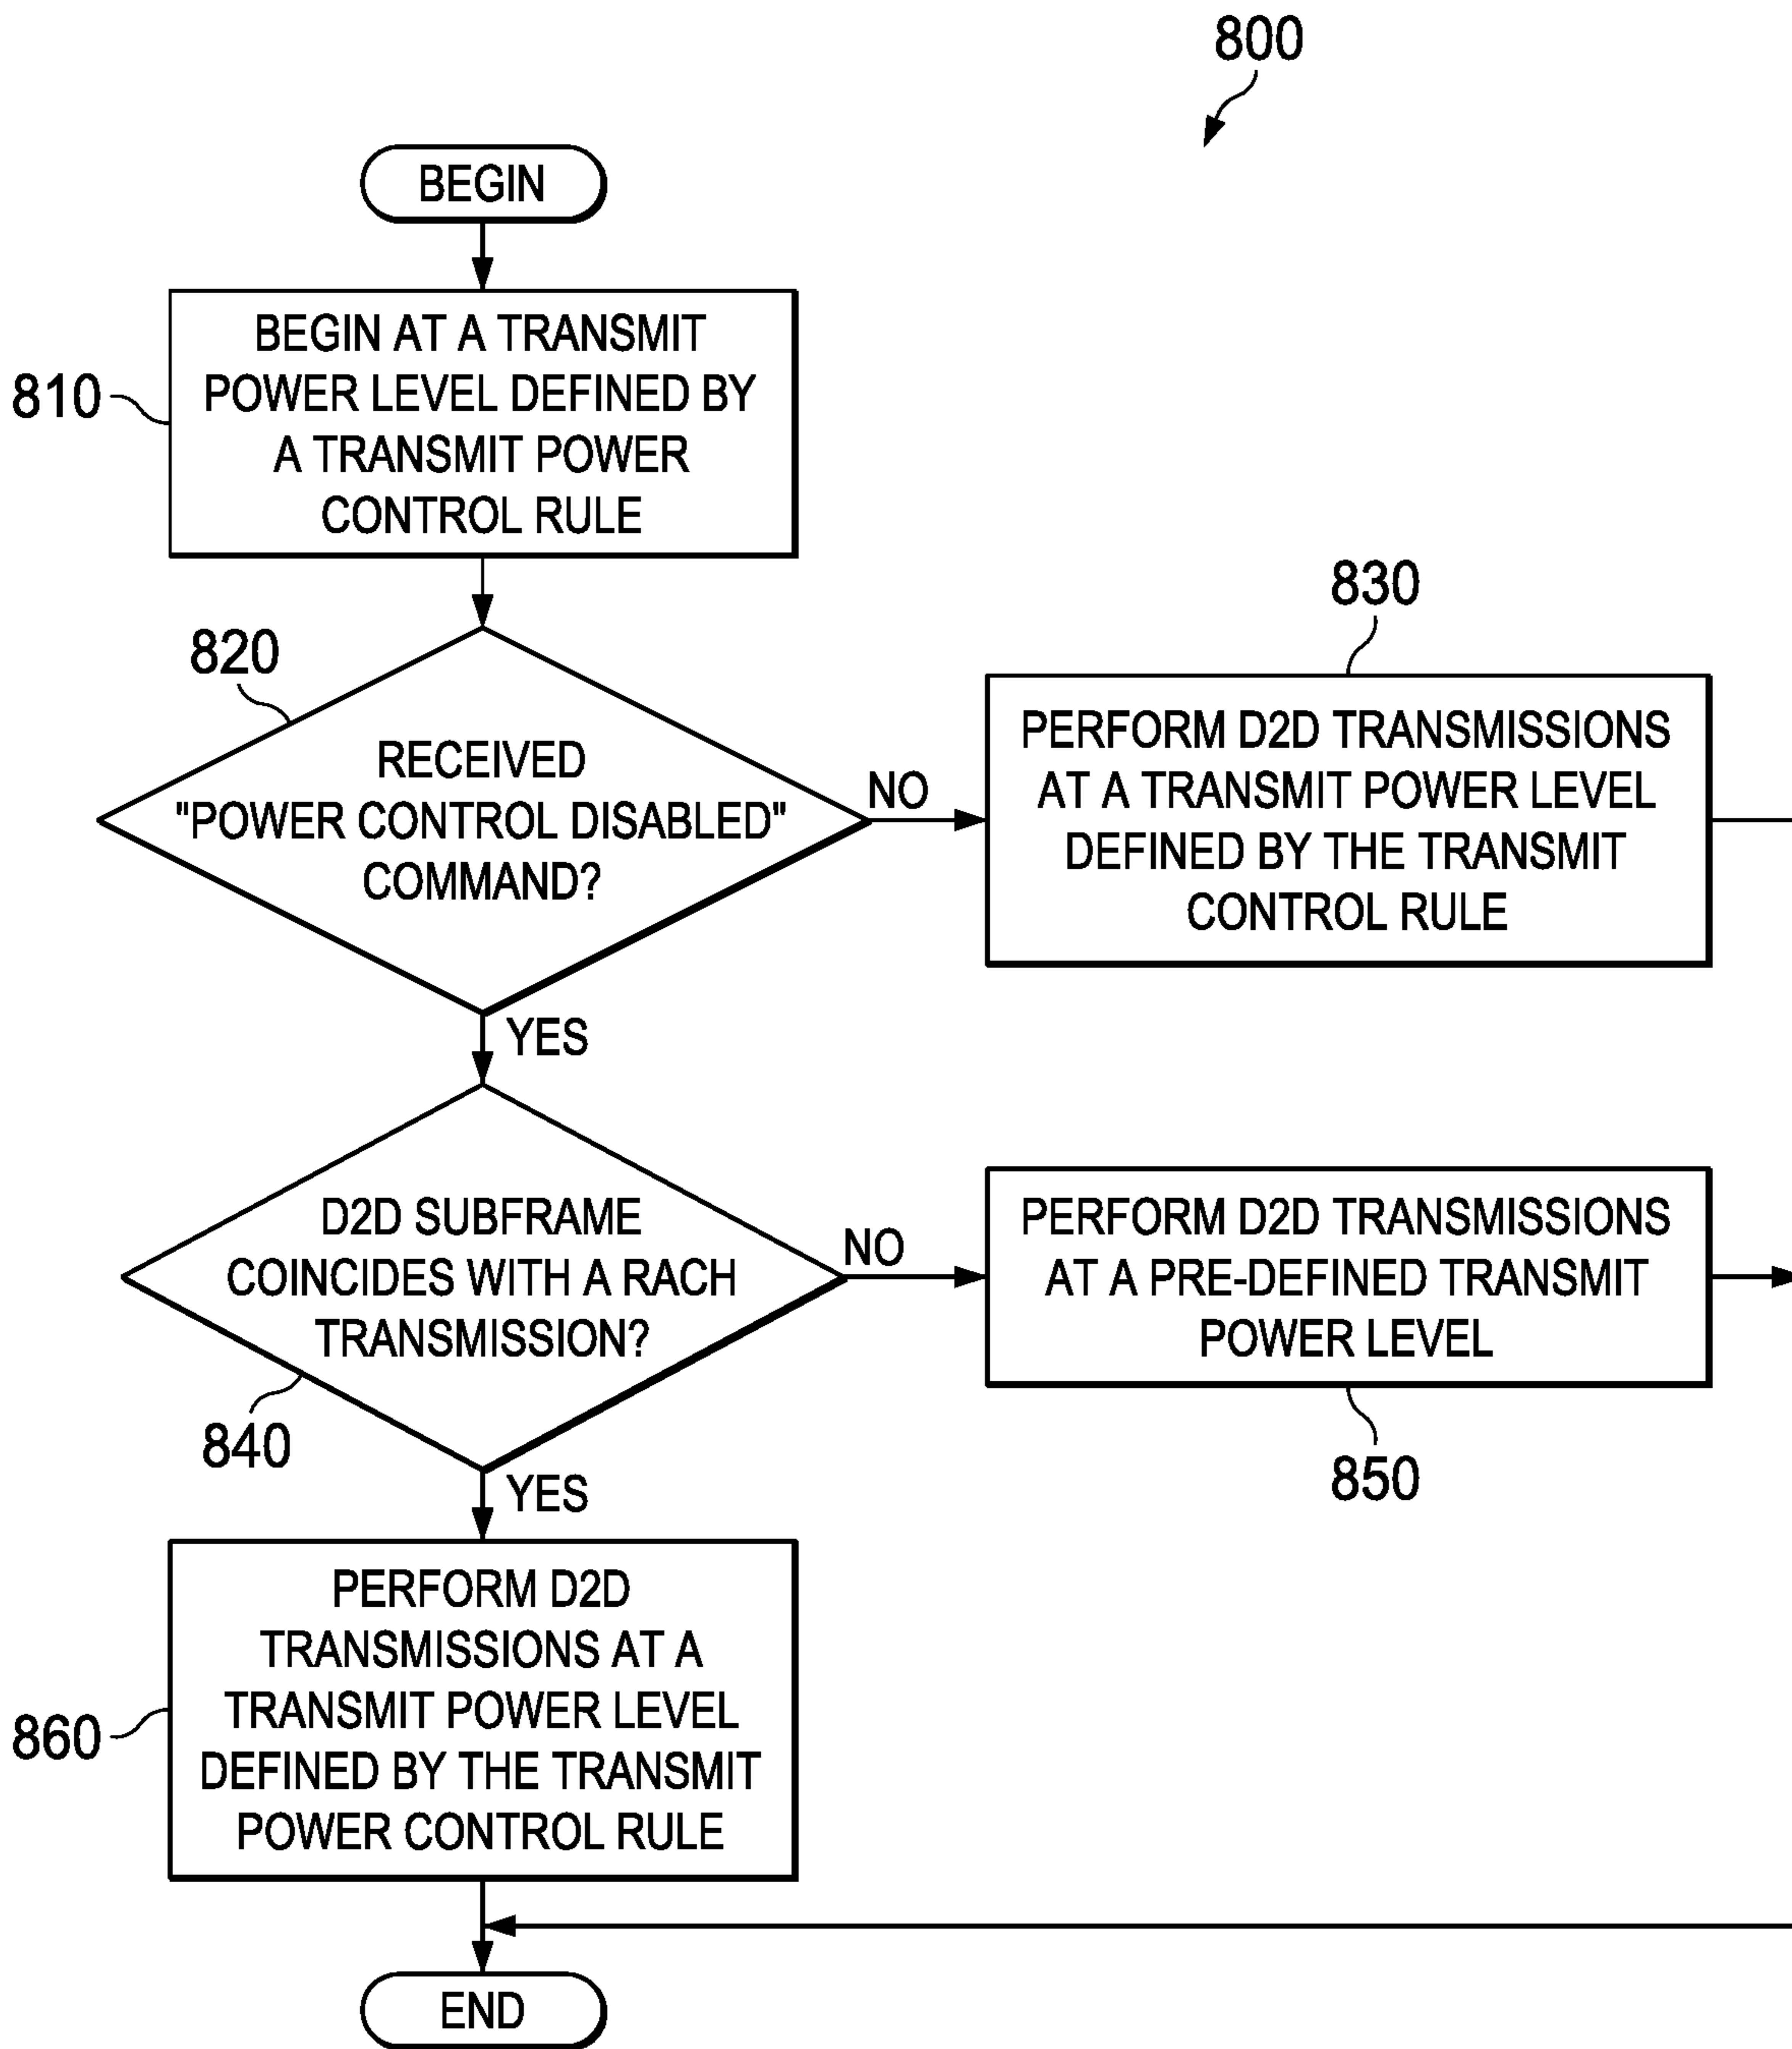 800
BEGIN
810
BEGIN AT A TRANSMIT
POWER LEVEL DEFINED BY
A TRANSMIT POWER
CONTROL RULE
820
RECEIVED
"POWER CONTROL DISABLED"
COMMAND?
NO
830
PERFORM D2D TRANSMISSIONS
AT A TRANSMIT POWER LEVEL
DEFINED BY THE TRANSMIT
CONTROL RULE
YES
D2D SUBFRAME
COINCIDES WITH A RACH
TRANSMISSION?
840
NO
PERFORM D2D TRANSMISSIONS
AT A PRE-DEFINED TRANSMIT
POWER LEVEL
850
YES
860
PERFORM D2D
TRANSMISSIONS AT A
TRANSMIT POWER LEVEL
DEFINED BY THE TRANSMIT
POWER CONTROL RULE
END